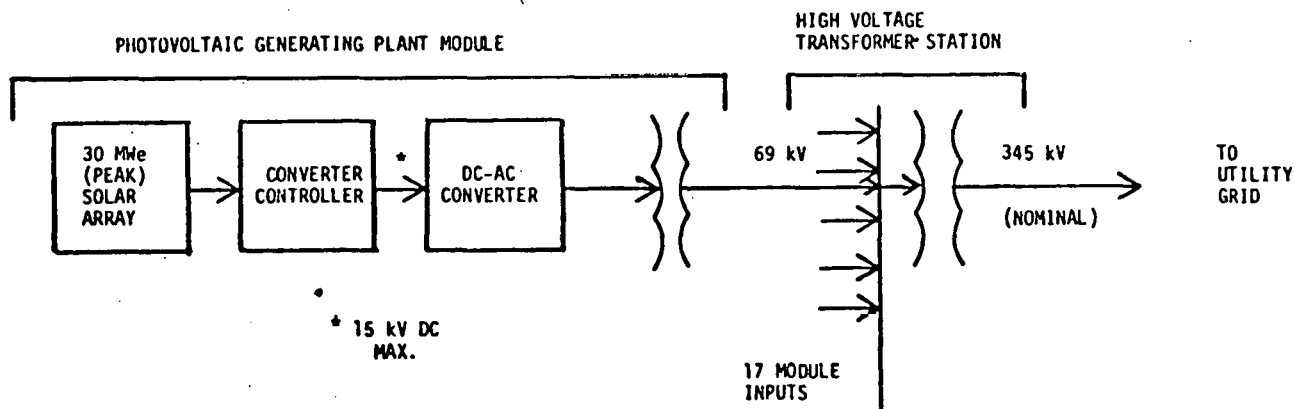 HIGH VOLTAGE
TRANSFORMER STATION
PHOTOVOLTAIC GENERATING PLANT MODULE
30 MWe
(PEAK)
SOLAR
ARRAY
CONVERTER
CONTROLLER
*
DC-AC
CONVERTER
69 kV
345 kV
(NOMINAL)
TO
UTILITY
GRID
* 15 kV DC
MAX.
17 MODULE
INPUTS